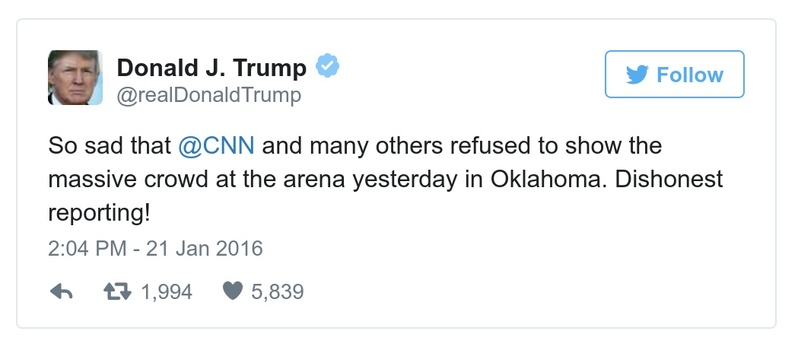 Donald J. Trump
@realDonaldTrump
Follow
So sad that @CNN and many others refused to show the
massive crowd at the arena yesterday in Oklahoma. Dishonest
reporting!
2:04 PM - 21 Jan 2016
1,994 5,839